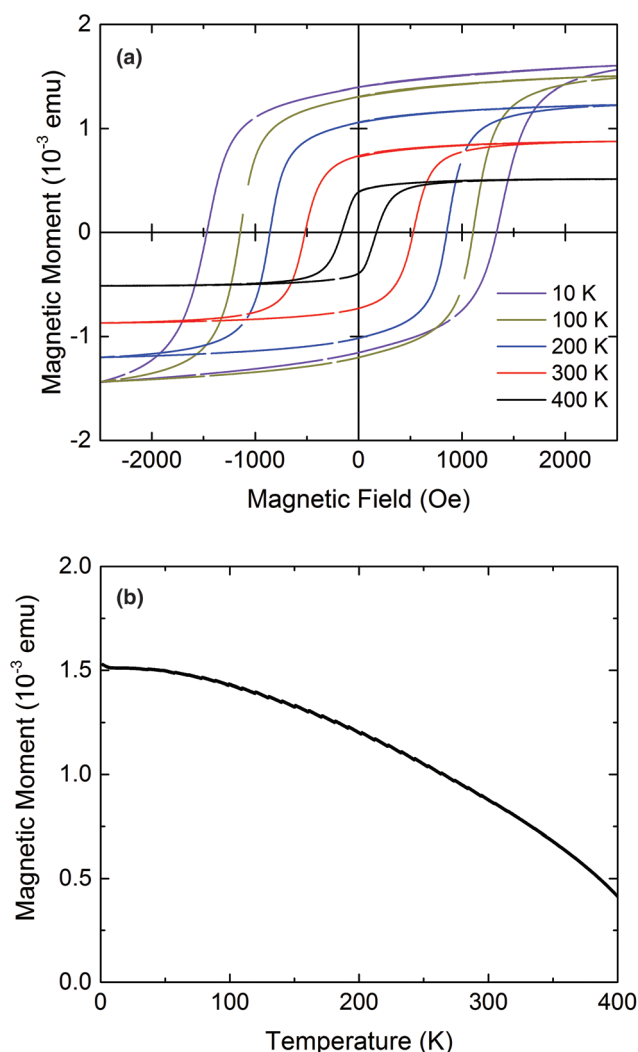 (a)
Magnetic Moment (10⁻³ emu)
2
1
0
-1
-2
-2000 -1000 0 1000 2000
Magnetic Field (Oe)
10 K
100 K
200 K
300 K
400 K
(b)
Magnetic Moment (10⁻³ emu)
2.0
1.5
1.0
0.5
0.0
0 100 200 300 400
Temperature (K)